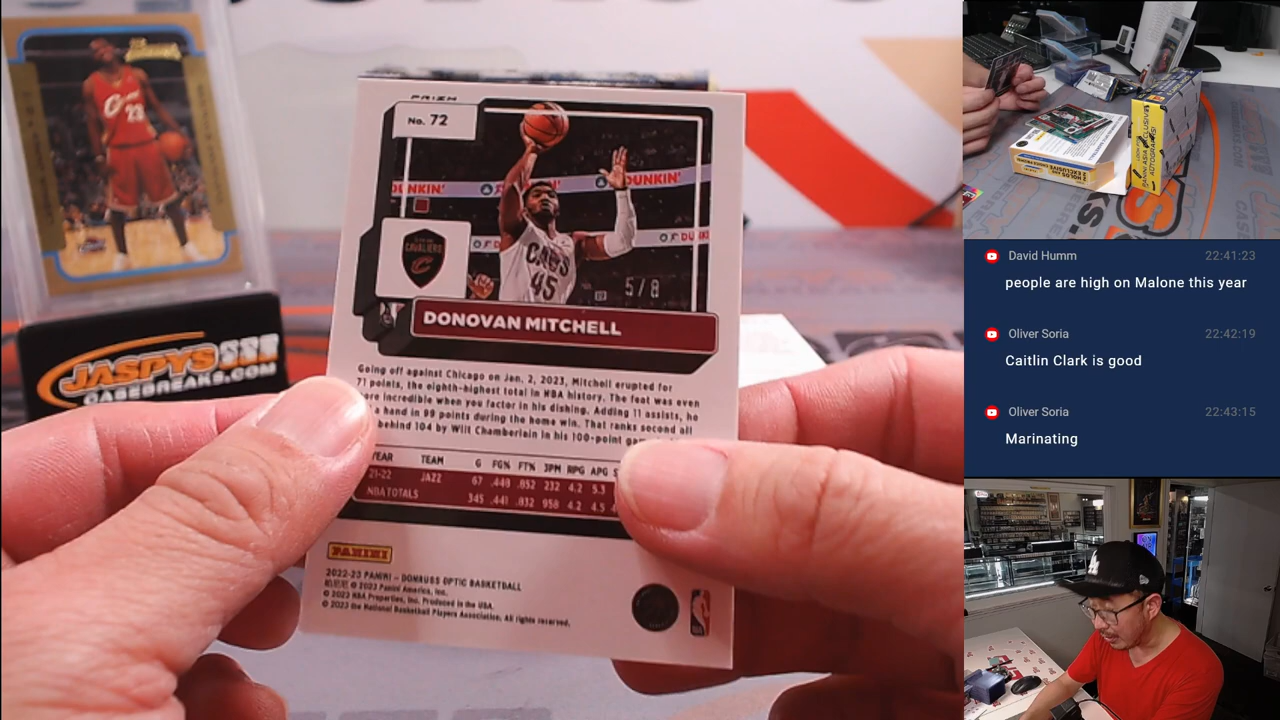 PRIZM
No. 72
DUNKIN'
DUNKIN'
CAVALIERS
CAVS
45
5/8
DONOVAN MITCHELL
Going off against Chicago on Jan. 2, 2023, Mitchell erupted for
71 points, the eighth-highest total in NBA history. The feat was even
more incredible when you factor in his dishing. Adding 11 assists, he
a hand in 99 points during the home win. That ranks second all
behind 104 by Wilt Chamberlain in his 100-point
YEAR TEAM G FG% FT% 3PM RPG APG
21-22 JAZZ 67 .448 .852 232 4.2 5.3
NBA TOTALS 345 .441 .832 958 4.2 4.5
PANINI
2022-23 PANINI – DONRUSS OPTIC BASKETBALL
© 2023 Panini America, Inc.
© 2023 NBA Properties, Inc. Produced in the USA.
© 2023 the National Basketball Players Association. All rights reserved.
23
JASPYS
CASEBREAKS.COM
PANINI ASIA EXCLUSIVE
AUTOGRAPHS!
David Humm 22:41:23
people are high on Malone this year
Oliver Soria 22:42:19
Caitlin Clark is good
Oliver Soria 22:43:15
Marinating